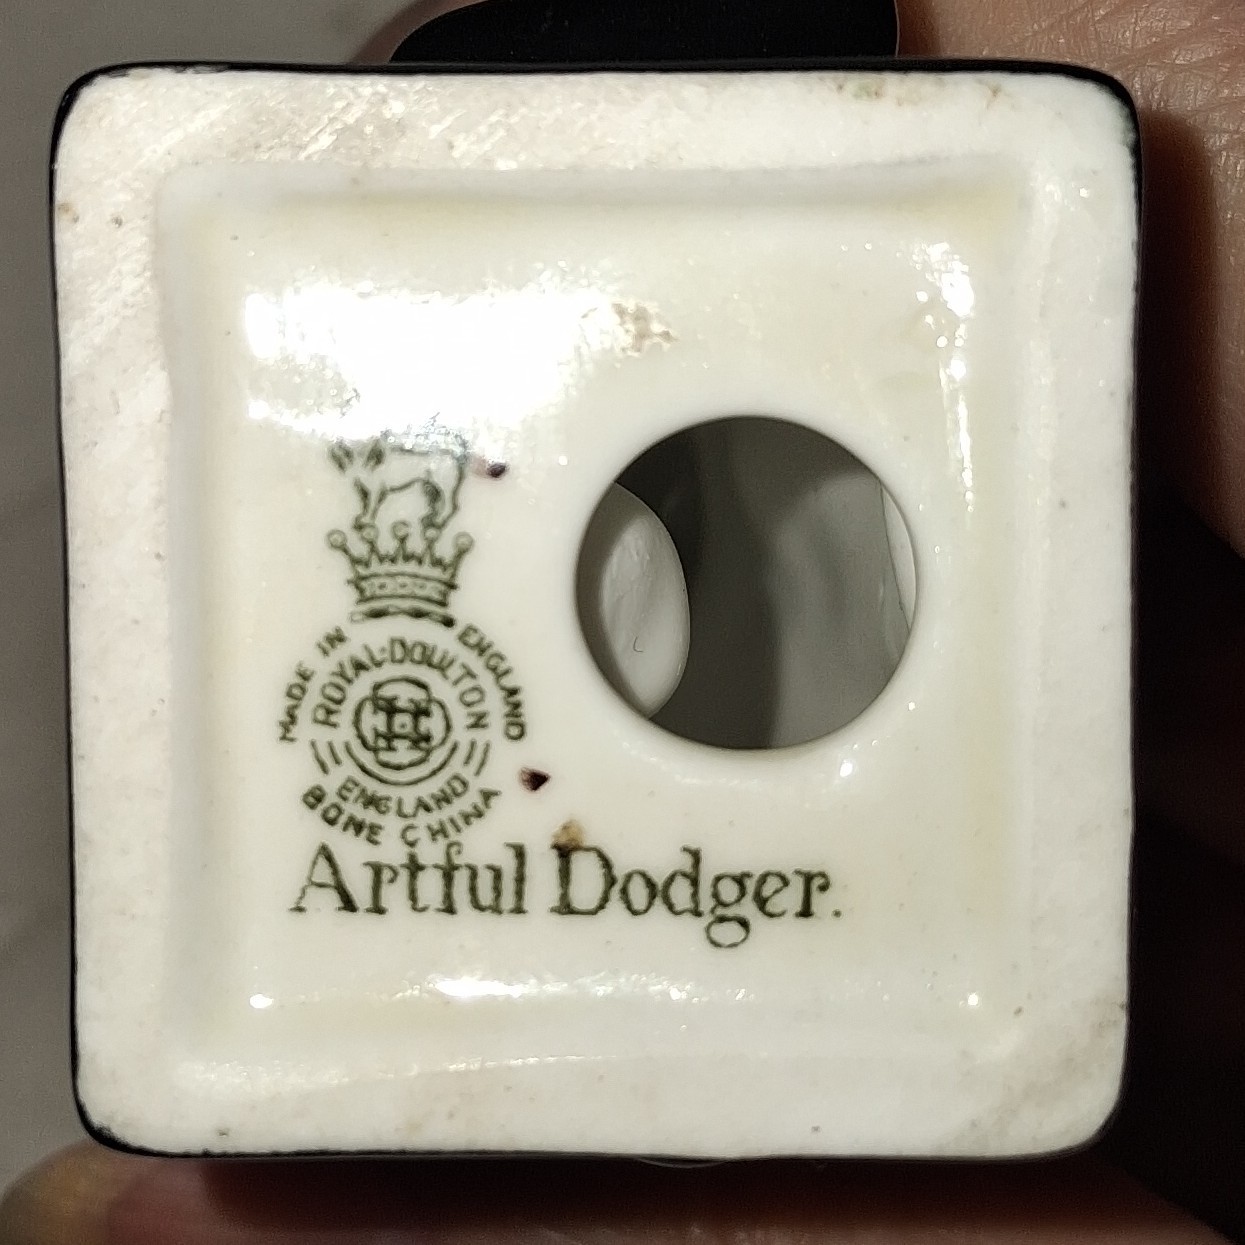 MADE IN ENGLAND
ROYAL-DOULTON
ENGLAND
BONE CHINA
Artful Dodger.